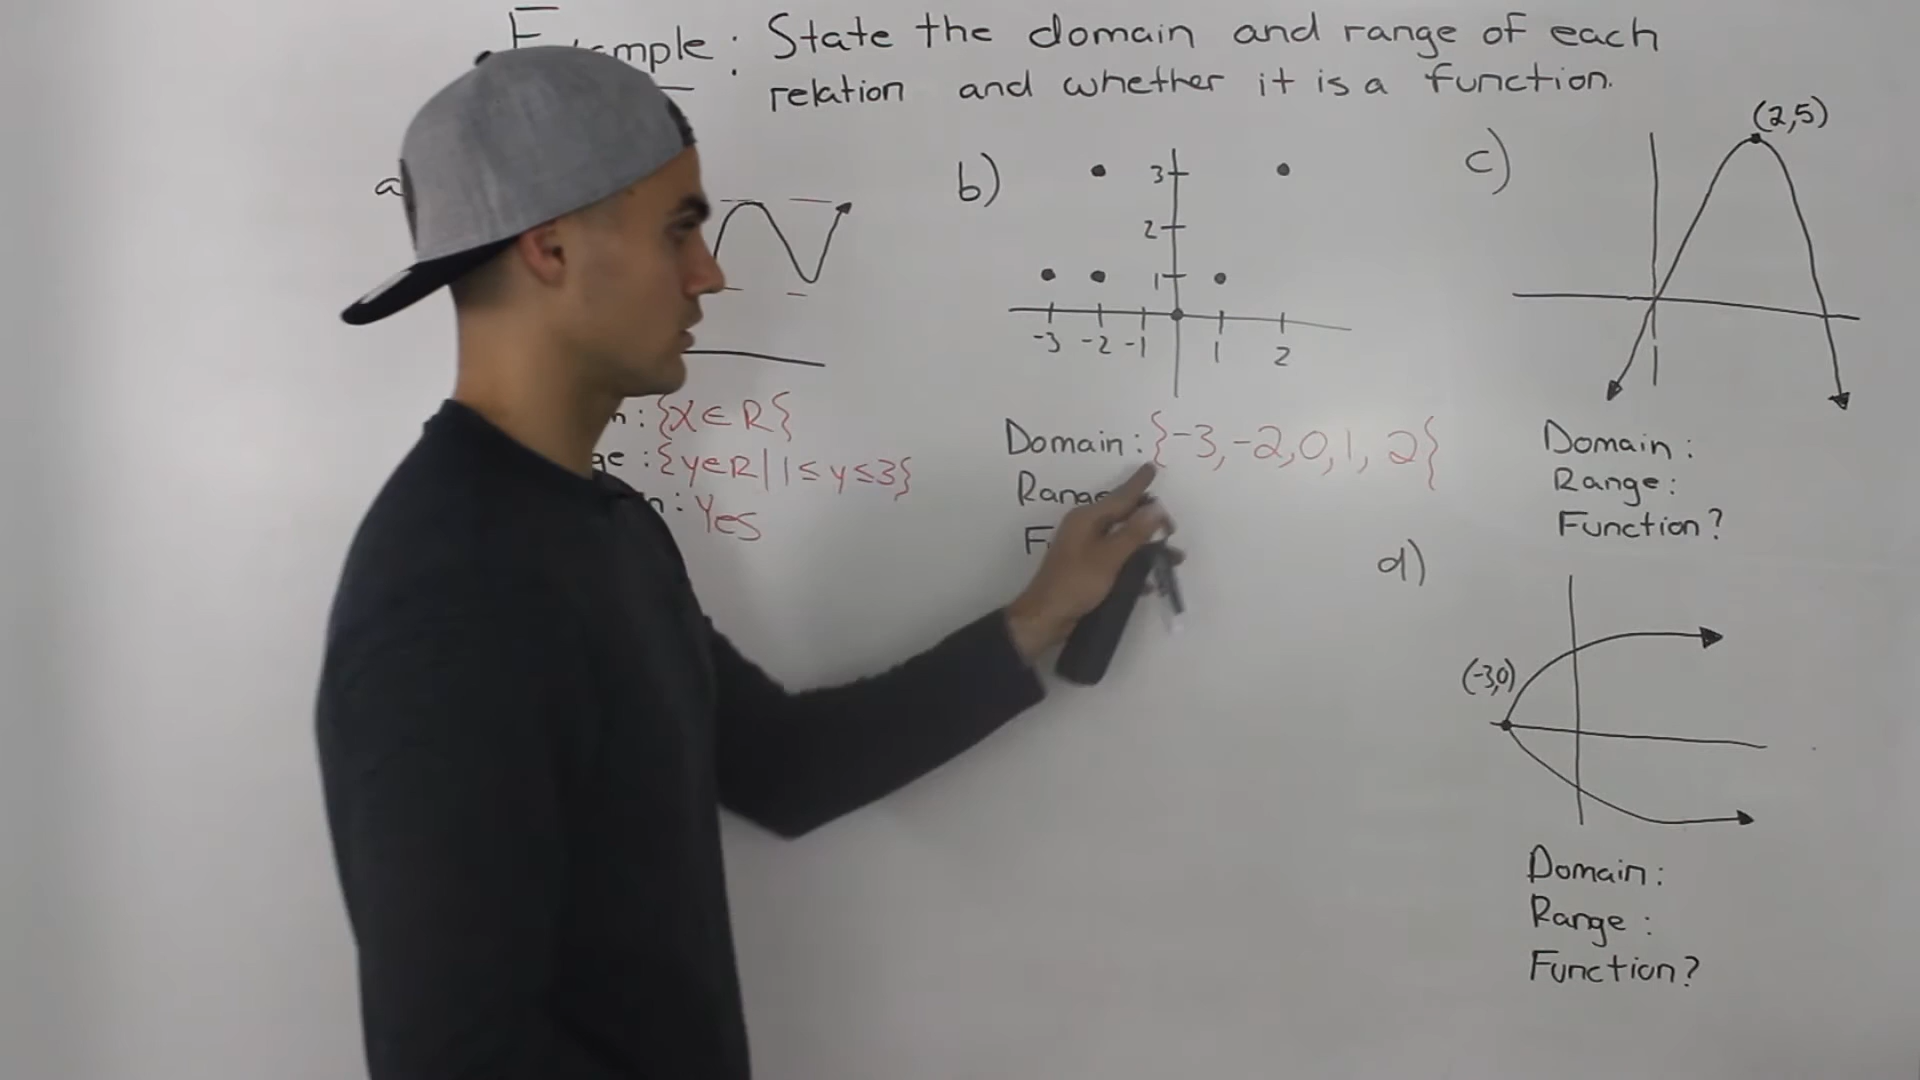 mple: State the domain and range of each
relation and whether it is a function.
a
b)
3
2
1
-3 -2 -1 1 2
c)
(2,5)
n: {X∈R}
ge: {y∈R | 1≤y≤3}
n: Yes
Domain: {-3, -2, 0, 1, 2}
Range
F
Domain:
Range:
Function?
d)
(-3,0)
Domain:
Range:
Function?